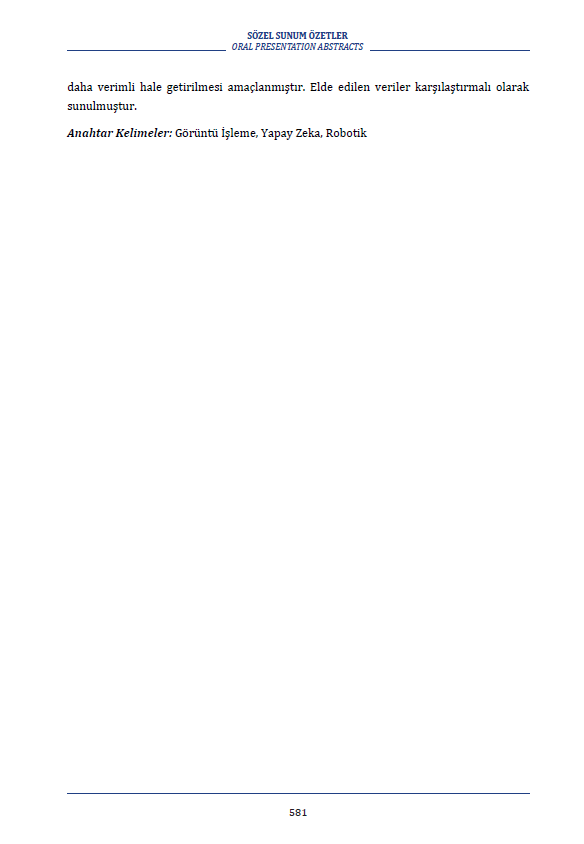 SÖZEL SUNUM ÖZETLER
ORAL PRESENTATION ABSTRACTS
daha verimli hale getirilmesi amaçlanmıştır. Elde edilen veriler karşılaştırmalı olarak
sunulmuştur.
Anahtar Kelimeler: Görüntü İşleme, Yapay Zeka, Robotik
581